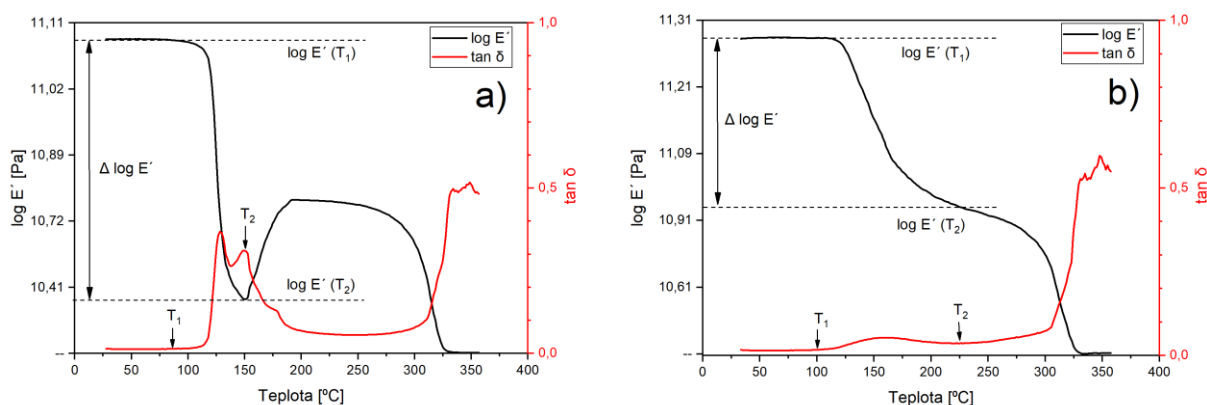 a)
log E´
tan δ
log E´ (T₁)
Δ log E´
T₂
log E´ (T₂)
T₁
11,11
11,02
10,89
10,72
10,41
--
log E´ [Pa]
1,0
0,5
0,0
tan δ
0 50 100 150 200 250 300 350 400
Teplota [ºC]
b)
log E´
tan δ
log E´ (T₁)
Δ log E´
log E´ (T₂)
T₁
T₂
11,31
11,21
11,09
10,91
10,61
--
log E´ [Pa]
1,0
0,5
0,0
tan δ
0 50 100 150 200 250 300 350 400
Teplota [ºC]